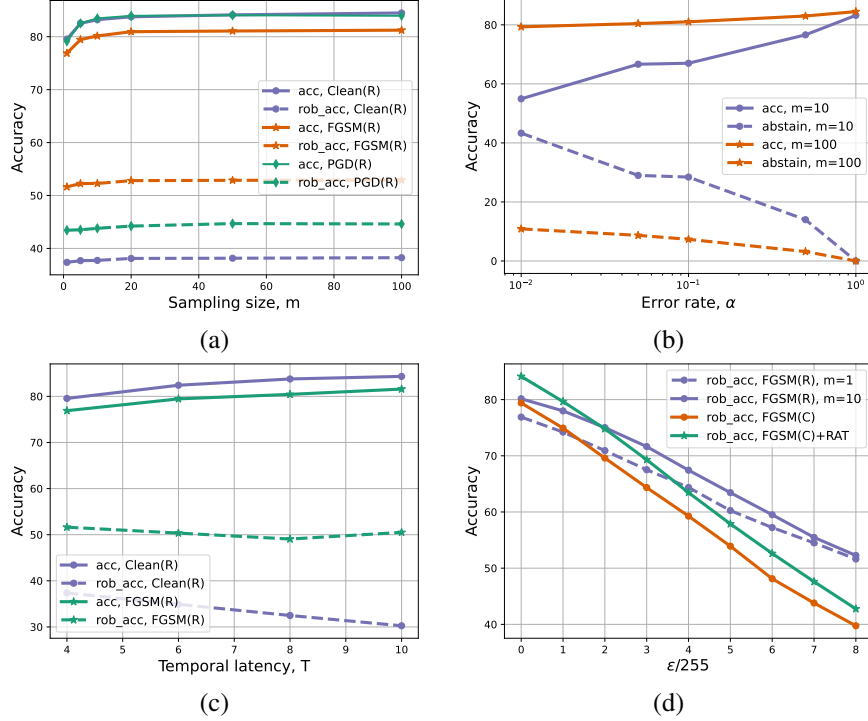 80
70
60
50
40
Accuracy
acc, Clean(R)
rob_acc, Clean(R)
acc, FGSM(R)
rob_acc, FGSM(R)
acc, PGD(R)
rob_acc, PGD(R)
0 20 40 60 80 100
Sampling size, m
(a)
80
60
40
20
0
Accuracy
acc, m=10
abstain, m=10
acc, m=100
abstain, m=100
10⁻² 10⁻¹ 10⁰
Error rate, α
(b)
80
70
60
50
40
30
Accuracy
acc, Clean(R)
rob_acc, Clean(R)
acc, FGSM(R)
rob_acc, FGSM(R)
4 5 6 7 8 9 10
Temporal latency, T
(c)
80
70
60
50
40
Accuracy
rob_acc, FGSM(R), m=1
rob_acc, FGSM(R), m=10
rob_acc, FGSM(C)
rob_acc, FGSM(C)+RAT
0 1 2 3 4 5 6 7 8
ε/255
(d)